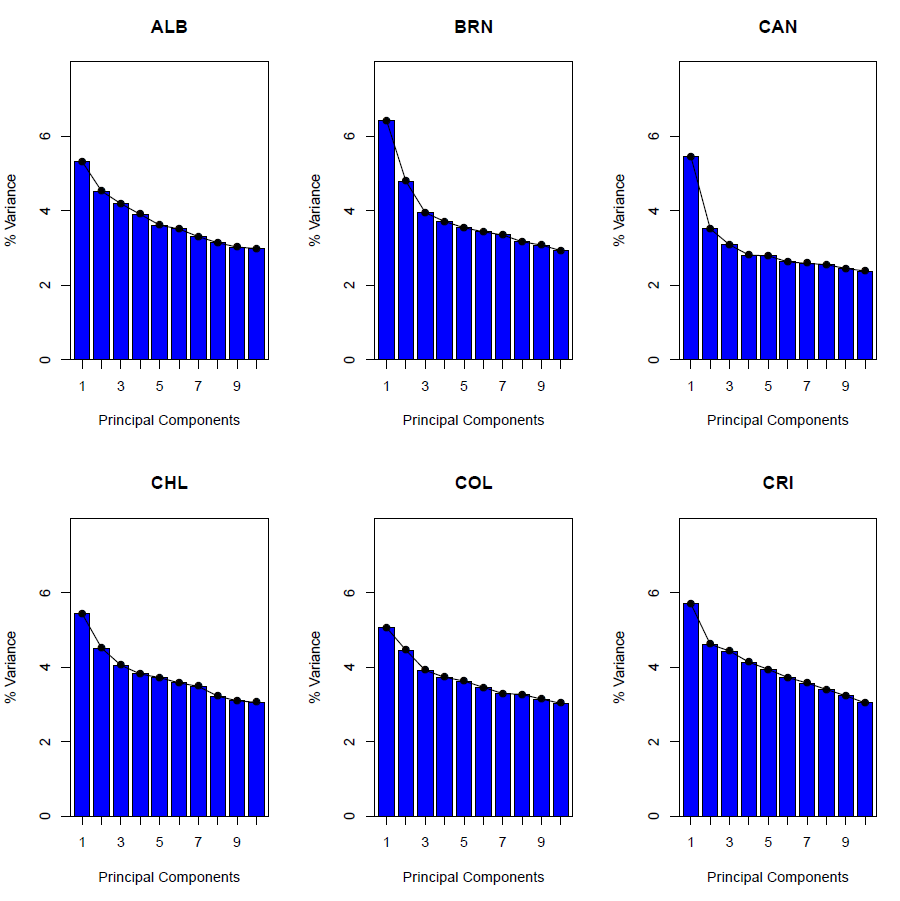 ALB
BRN
CAN
% Variance
0 2 4 6
% Variance
0 2 4 6
% Variance
0 2 4 6
1 3 5 7 9
1 3 5 7 9
1 3 5 7 9
Principal Components
Principal Components
Principal Components
CHL
COL
CRI
% Variance
0 2 4 6
% Variance
0 2 4 6
% Variance
0 2 4 6
1 3 5 7 9
1 3 5 7 9
1 3 5 7 9
Principal Components
Principal Components
Principal Components